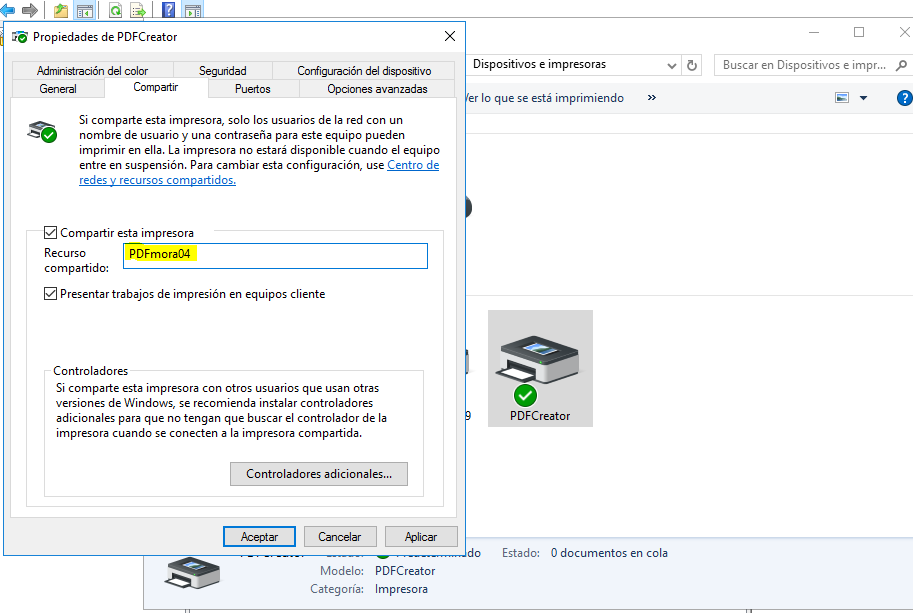 Propiedades de PDFCreator
Administración del color
Seguridad
Configuración del dispositivo
General
Compartir
Puertos
Opciones avanzadas
Si comparte esta impresora, solo los usuarios de la red con un
nombre de usuario y una contraseña para este equipo pueden
imprimir en ella. La impresora no estará disponible cuando el equipo
entre en suspensión. Para cambiar esta configuración, use Centro de
redes y recursos compartidos.
Compartir esta impresora
Recurso
compartido:
PDFmora04
Presentar trabajos de impresión en equipos cliente
Controladores
Si comparte esta impresora con otros usuarios que usan otras
versiones de Windows, se recomienda instalar controladores
adicionales para que no tengan que buscar el controlador de la
impresora cuando se conecten a la impresora compartida.
Controladores adicionales...
Aceptar
Cancelar
Aplicar
Dispositivos e impresoras
Buscar en Dispositivos e impr...
Ver lo que se está imprimiendo
»
9
PDFCreator
Estado: 0 documentos en cola
Modelo: PDFCreator
Categoría: Impresora